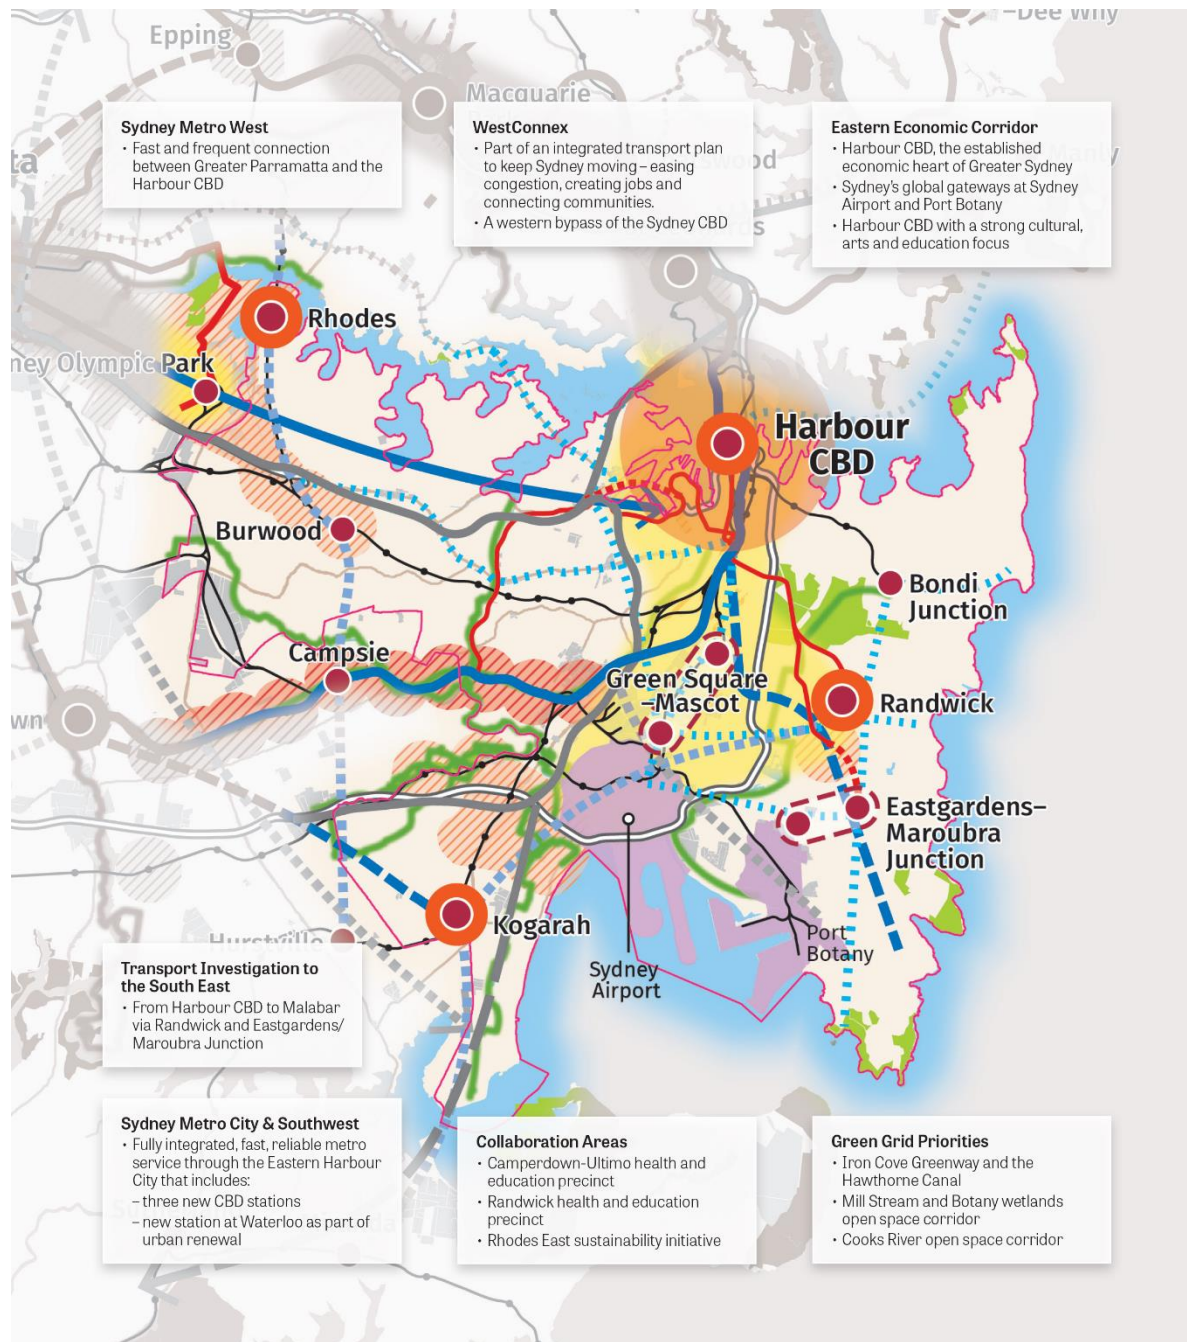 –Dee Why
Epping
Macquarie
Sydney Metro West
• Fast and frequent connection
between Greater Parramatta and the
Harbour CBD
WestConnex
• Part of an integrated transport plan
to keep Sydney moving – easing
congestion, creating jobs and
connecting communities.
• A western bypass of the Sydney CBD
Eastern Economic Corridor
• Harbour CBD, the established
economic heart of Greater Sydney
• Sydney's global gateways at Sydney
Airport and Port Botany
• Harbour CBD with a strong cultural,
arts and education focus
ta
swood
Manly
rds
Rhodes
ney Olympic Park
Harbour
CBD
Burwood
Bondi
Junction
Campsie
Green Square
–Mascot
Randwick
wn
Eastgardens–
Maroubra
Junction
Kogarah
Port
Botany
Hurstville
Sydney
Airport
Transport Investigation to
the South East
• From Harbour CBD to Malabar
via Randwick and Eastgardens/
Maroubra Junction
Sydney Metro City & Southwest
• Fully integrated, fast, reliable metro
service through the Eastern Harbour
City that includes:
– three new CBD stations
– new station at Waterloo as part of
urban renewal
Collaboration Areas
• Camperdown-Ultimo health and
education precinct
• Randwick health and education
precinct
• Rhodes East sustainability initiative
Green Grid Priorities
• Iron Cove Greenway and the
Hawthorne Canal
• Mill Stream and Botany wetlands
open space corridor
• Cooks River open space corridor